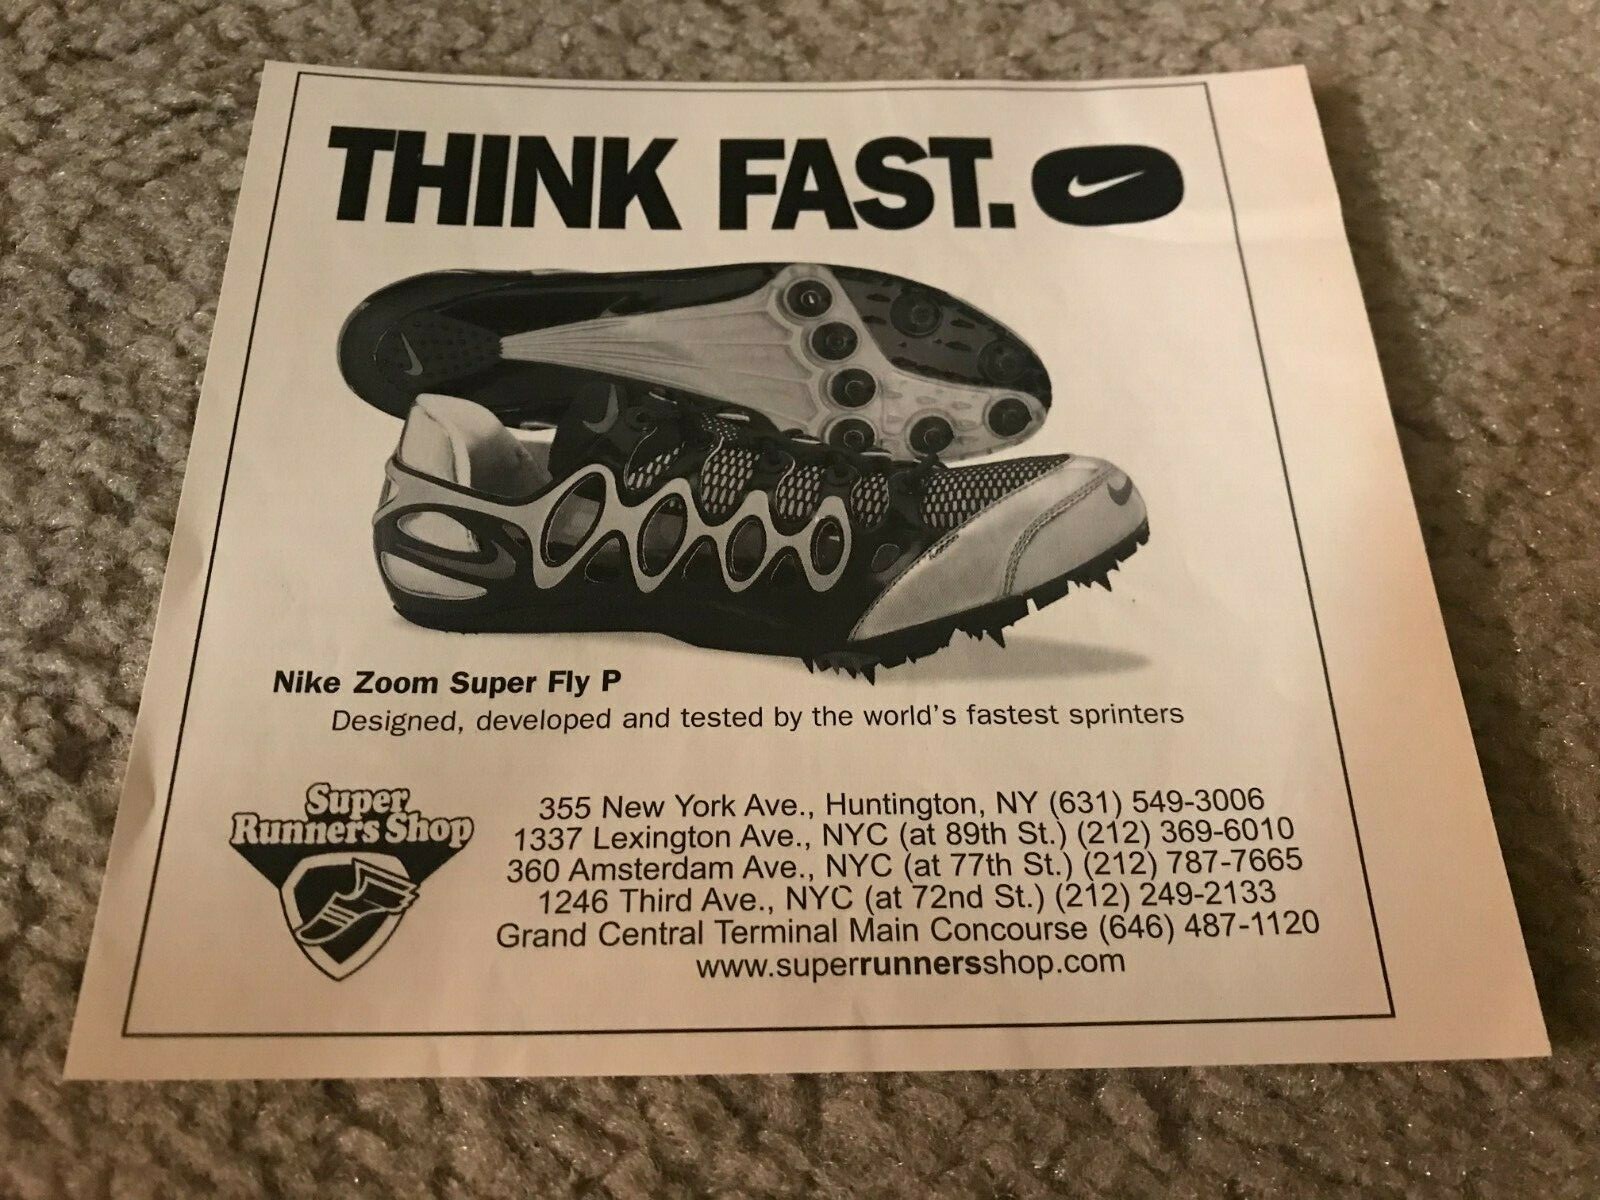 THINK FAST.
Nike Zoom Super Fly P
Designed, developed and tested by the world's fastest sprinters
Super
Runners Shop
355 New York Ave., Huntington, NY (631) 549-3006
1337 Lexington Ave., NYC (at 89th St.) (212) 369-6010
360 Amsterdam Ave., NYC (at 77th St.) (212) 787-7665
1246 Third Ave., NYC (at 72nd St.) (212) 249-2133
Grand Central Terminal Main Concourse (646) 487-1120
www.superrunnersshop.com